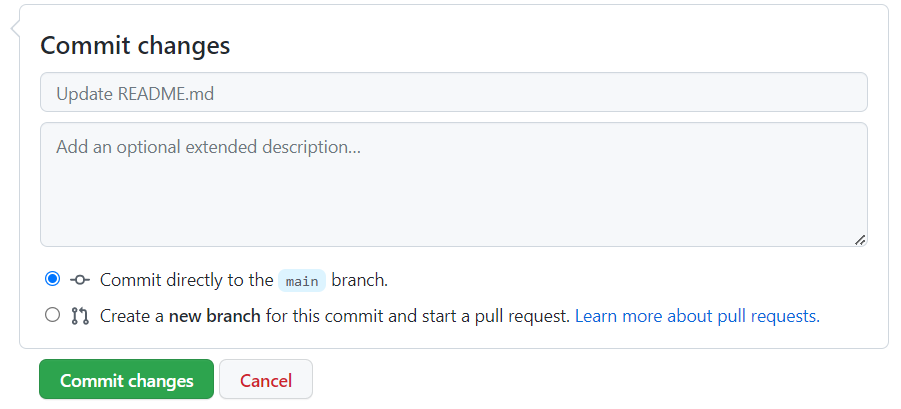 Commit changes
Update README.md
Add an optional extended description...
Commit directly to the main branch.
Create a new branch for this commit and start a pull request. Learn more about pull requests.
Commit changes
Cancel